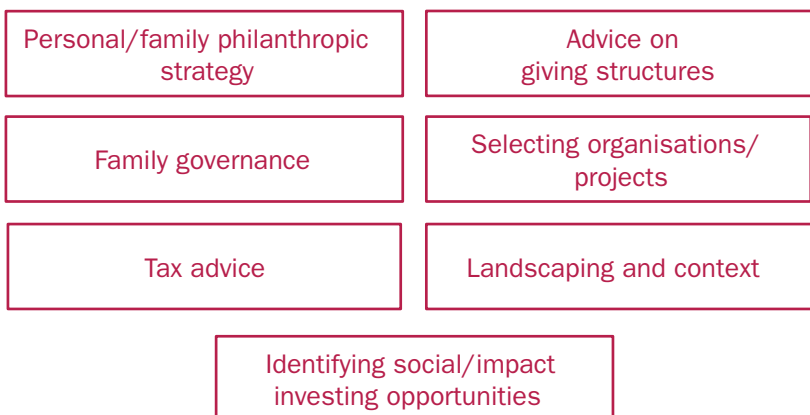 Personal/family philanthropic
strategy
Advice on
giving structures
Family governance
Selecting organisations/
projects
Tax advice
Landscaping and context
Identifying social/impact
investing opportunities